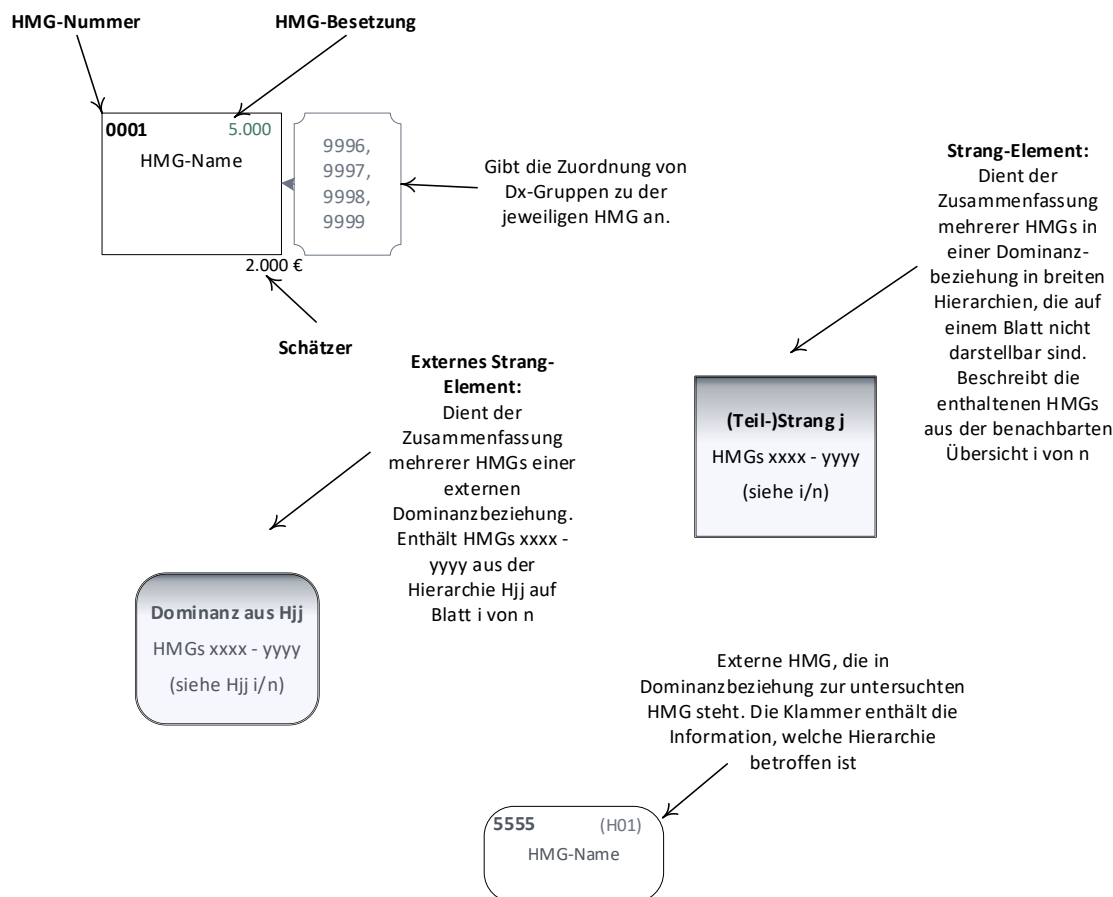 HMG-Nummer
HMG-Besetzung
0001
5.000
HMG-Name
9996,
9997,
9998,
9999
2.000 €
Gibt die Zuordnung von
Dx-Gruppen zu der
jeweiligen HMG an.
Schätzer
Strang-Element:
Dient der
Zusammenfassung
mehrerer HMGs in
einer Dominanz-
beziehung in breiten
Hierarchien, die auf
einem Blatt nicht
darstellbar sind.
Beschreibt die
enthaltenen HMGs
aus der benachbarten
Übersicht i von n
Externes Strang-
Element:
Dient der
Zusammenfassung
mehrerer HMGs einer
externen
Dominanzbeziehung.
Enthält HMGs xxxx -
yyyy aus der
Hierarchie Hjj auf
Blatt i von n
(Teil-)Strang j
HMGs xxxx - yyyy
(siehe i/n)
Dominanz aus Hjj
HMGs xxxx - yyyy
(siehe Hjj i/n)
Externe HMG, die in
Dominanzbeziehung zur untersuchten
HMG steht. Die Klammer enthält die
Information, welche Hierarchie
betroffen ist
5555
(H01)
HMG-Name